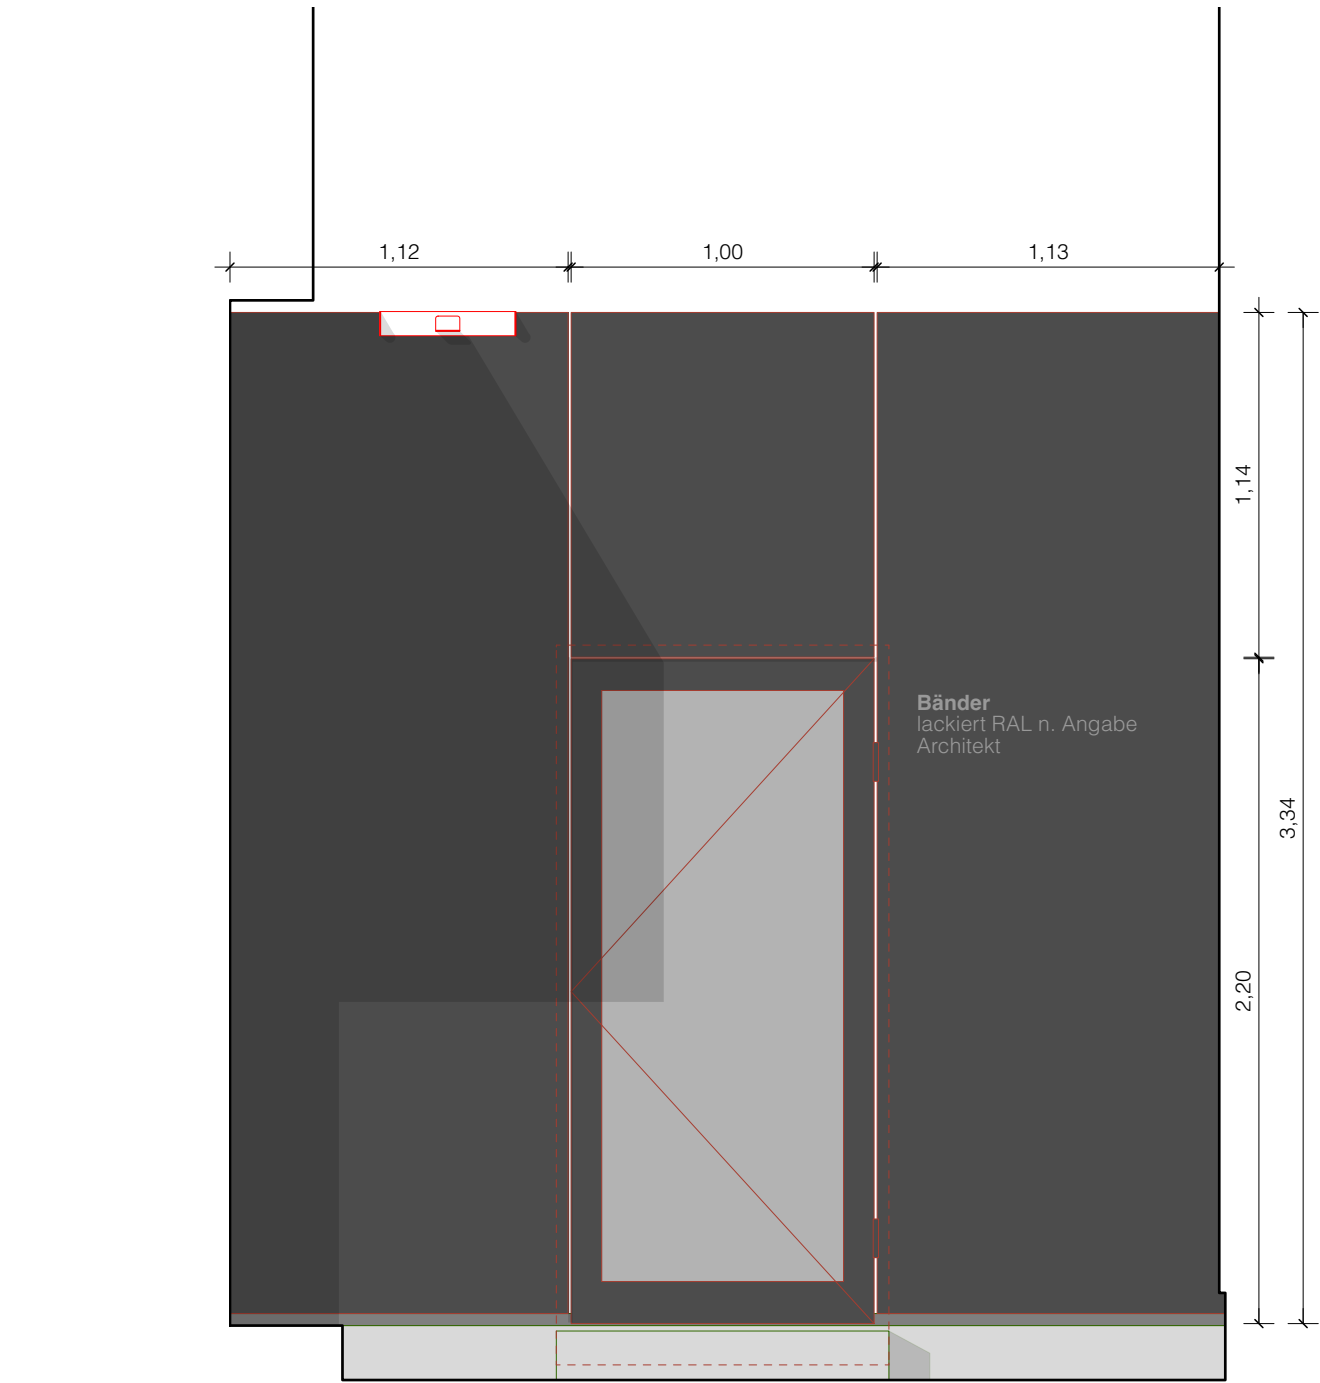 1,12
1,00
1,13
1,14
Bänder
lackiert RAL n. Angabe
Architekt
3,34
2,20